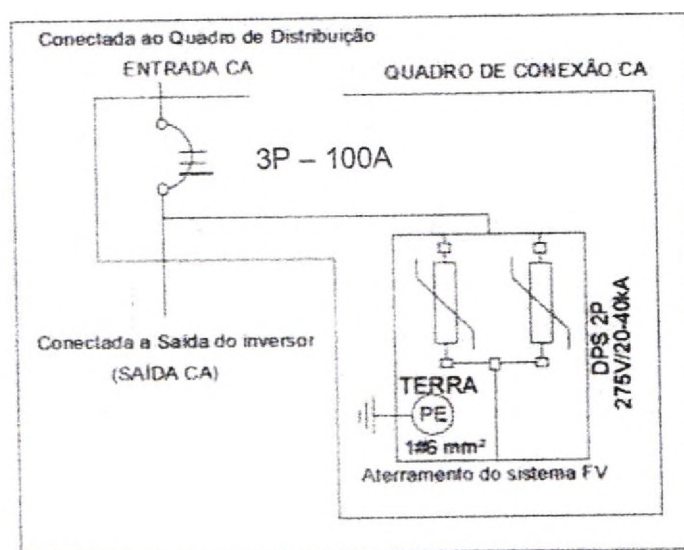 Conectada ao Quadro de Distribuição
ENTRADA CA
QUADRO DE CONEXÃO CA
3P – 100A
Conectada a Saída do inversor
(SAÍDA CA)
DPS 2P
275V/20-40kA
TERRA
PE
1#6 mm²
Aterramento do sistema FV